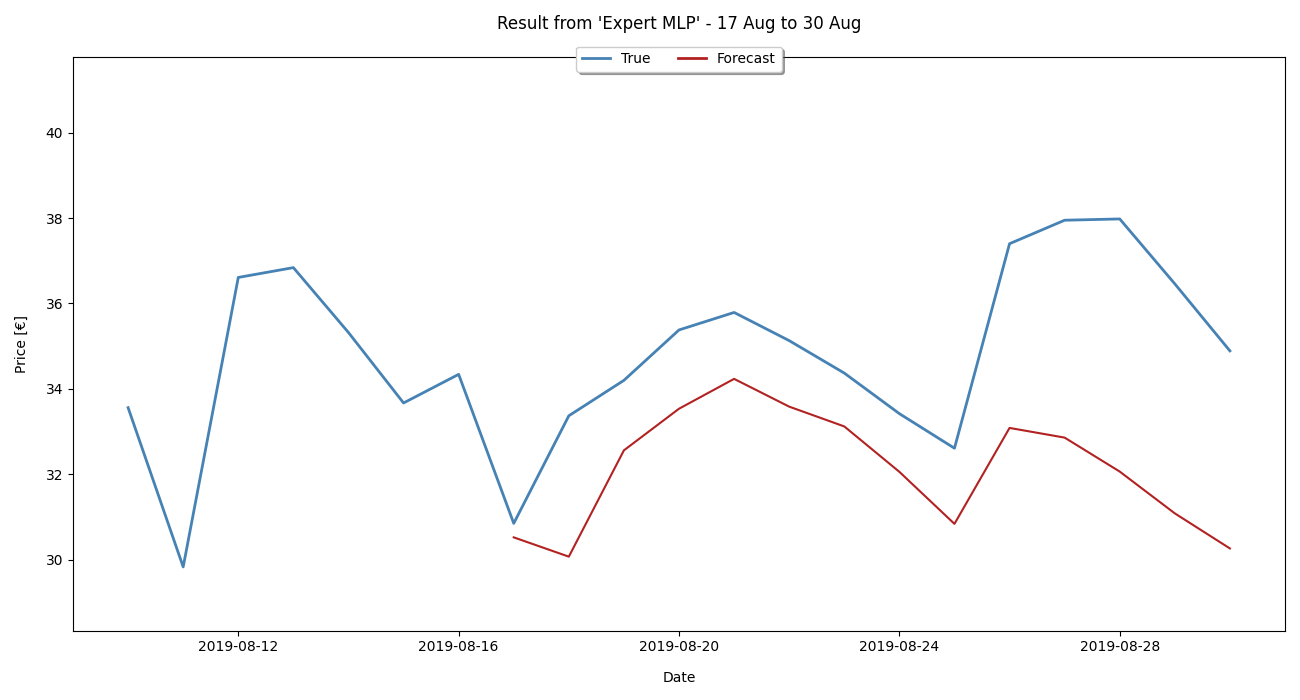 Result from 'Expert MLP' - 17 Aug to 30 Aug
True Forecast
40
38
36
34
32
30
Price [€]
2019-08-12 2019-08-16 2019-08-20 2019-08-24 2019-08-28
Date